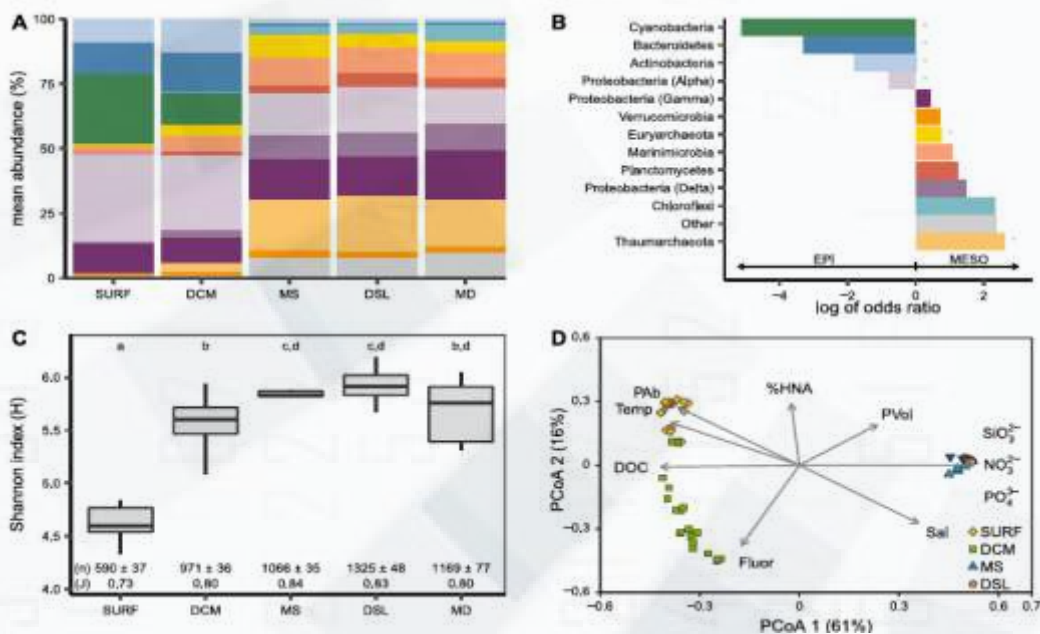 A
mean abundance (%)
100
75
50
25
0
SURF DCM MS DSL MD
B
Cyanobacteria
Bacteroidetes
Actinobacteria
Proteobacteria (Alpha)
Proteobacteria (Gamma)
Verrucomicrobia
Euryarchaeota
Marinimicrobia
Planctomycetes
Proteobacteria (Delta)
Chloroflexi
Other
Thaumarchaeota
EPI MESO
−4 −2 0 2
log of odds ratio
C
Shannon index (H)
a b c,d c,d b,d
6.0
5.5
5.0
4.5
4.0
(n) 590 ± 37 971 ± 36 1066 ± 35 1325 ± 48 1169 ± 77
(J) 0,73 0,80 0,84 0,83 0,80
SURF DCM MS DSL MD
D
PCoA 2 (16%)
0.6
0.3
0
−0.3
−0.6
PAb
Temp
%HNA
PVol
DOC
Fluor
Sal
SiO₃²⁻
NO₃²⁻
PO₄³⁻
SURF
DCM
MS
DSL
−0.6 −0.3 0 0.3 0.6 0.7
PCoA 1 (61%)